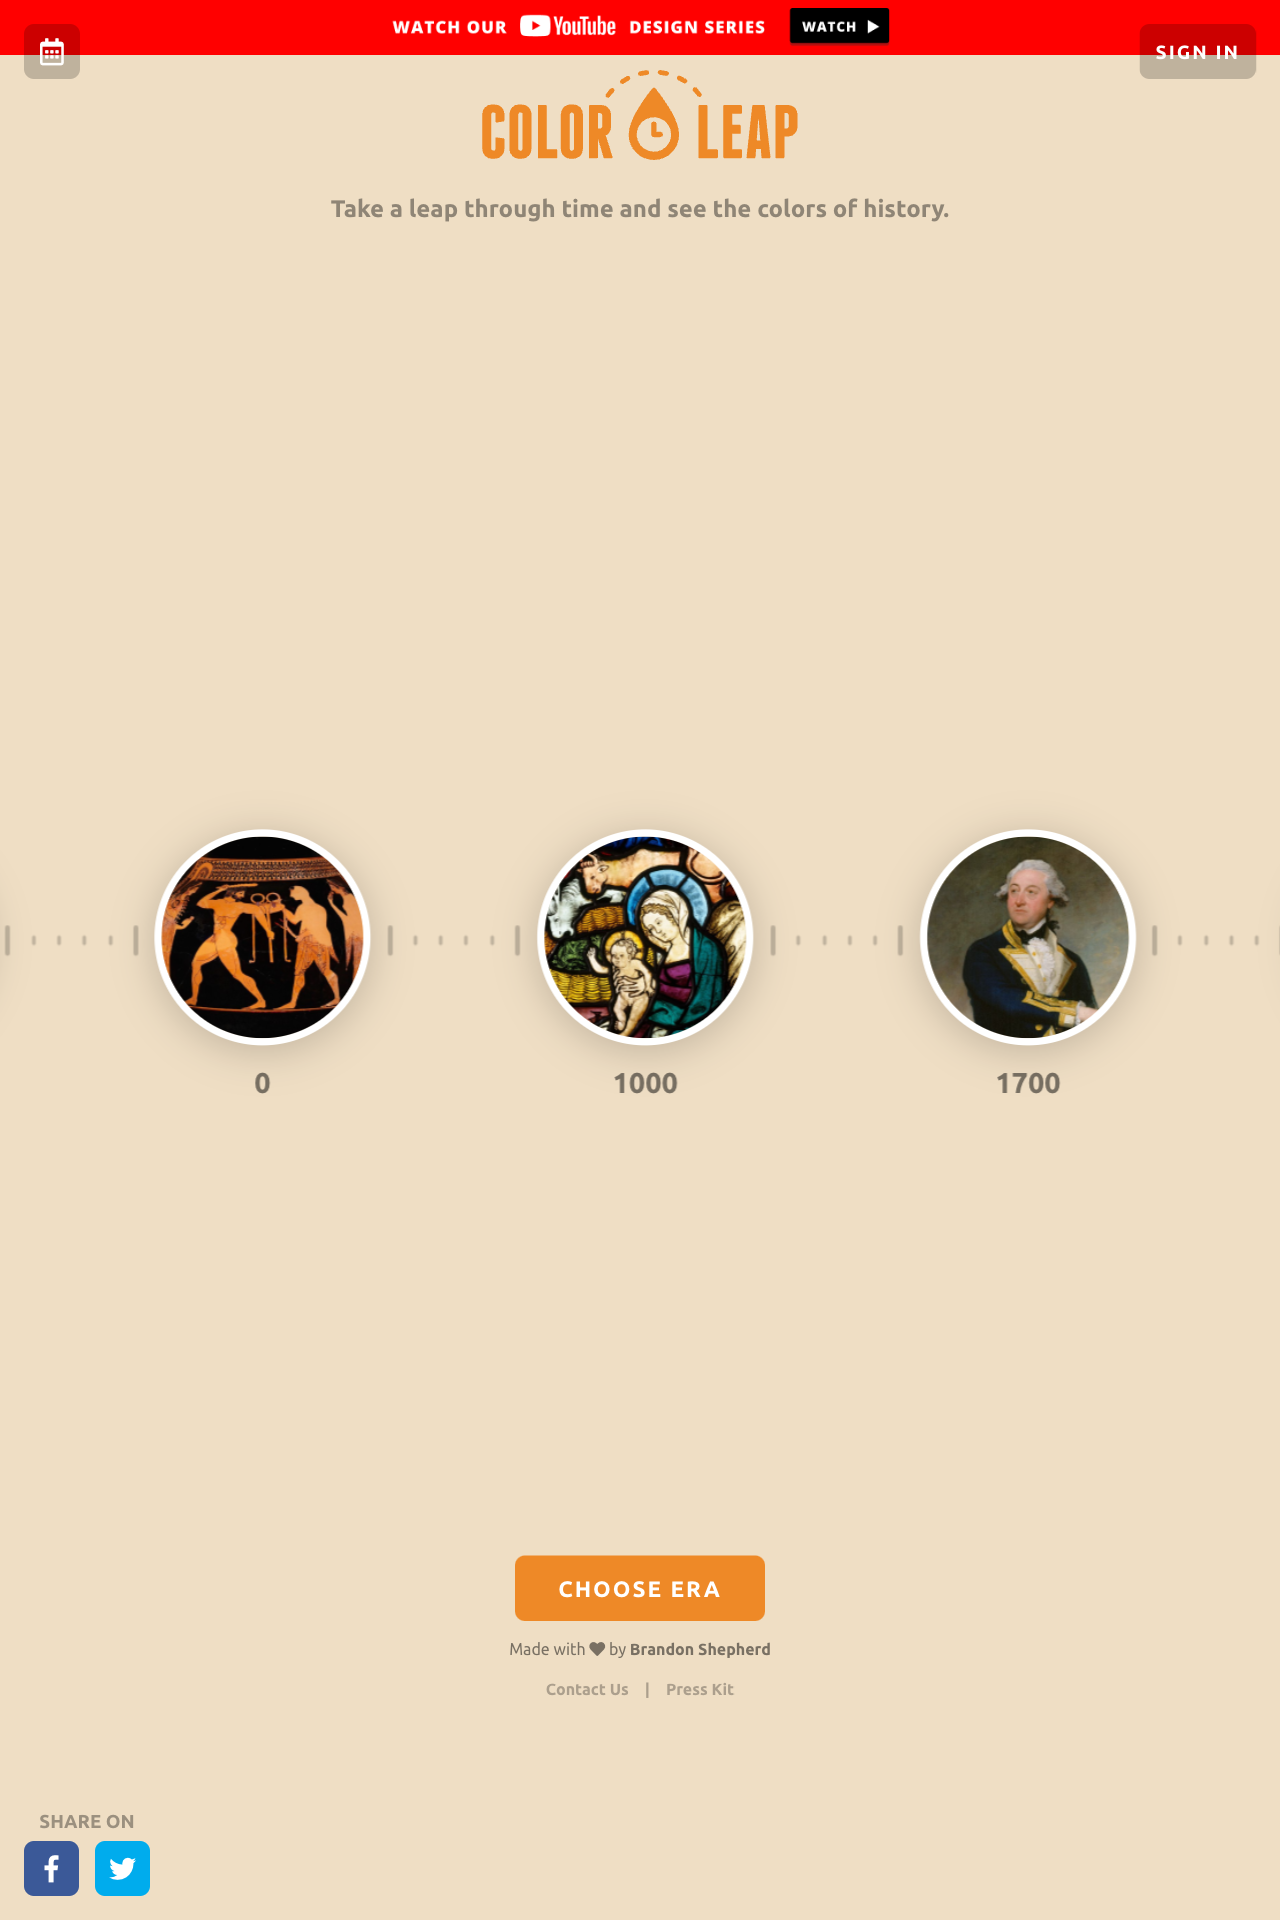 WATCH OUR YouTube DESIGN SERIES WATCH
SIGN IN
COLOR LEAP
Take a leap through time and see the colors of history.
0 1000 1700
CHOOSE ERA
Made with by Brandon Shepherd
Contact Us | Press Kit
SHARE ON